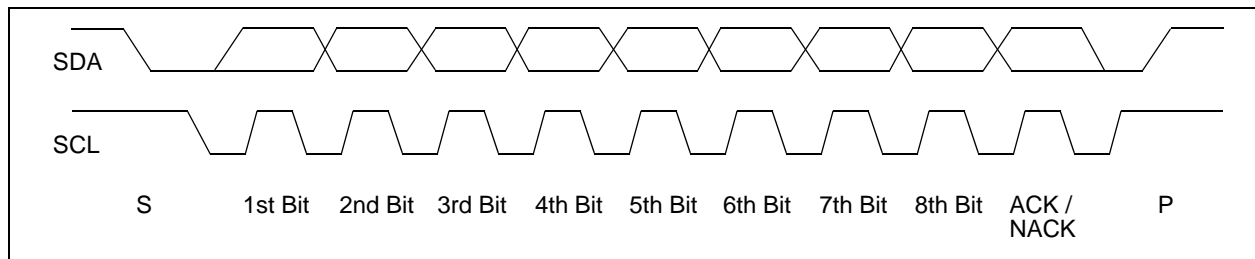 SDA
SCL
S 1st Bit 2nd Bit 3rd Bit 4th Bit 5th Bit 6th Bit 7th Bit 8th Bit ACK / P
NACK